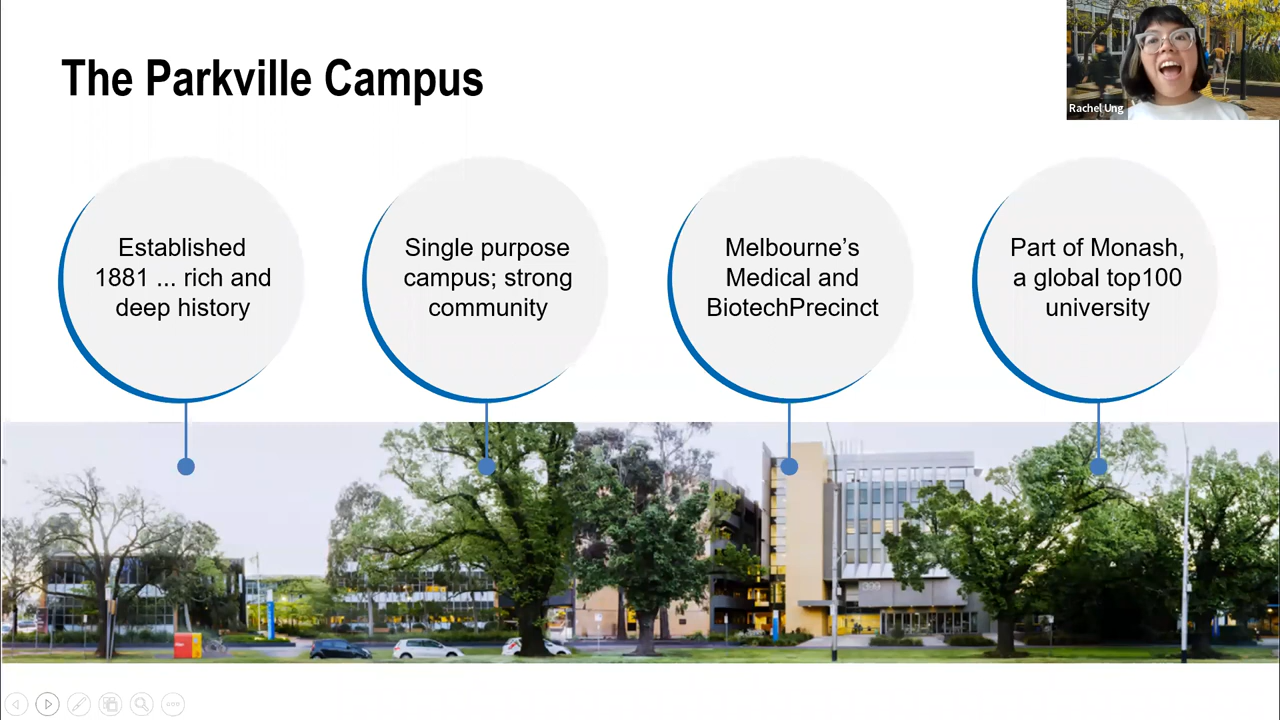 The Parkville Campus
Rachel Ung
Established
1881 ... rich and
deep history
Single purpose
campus; strong
community
Melbourne’s
Medical and
BiotechPrecinct
Part of Monash,
a global top100
university
399